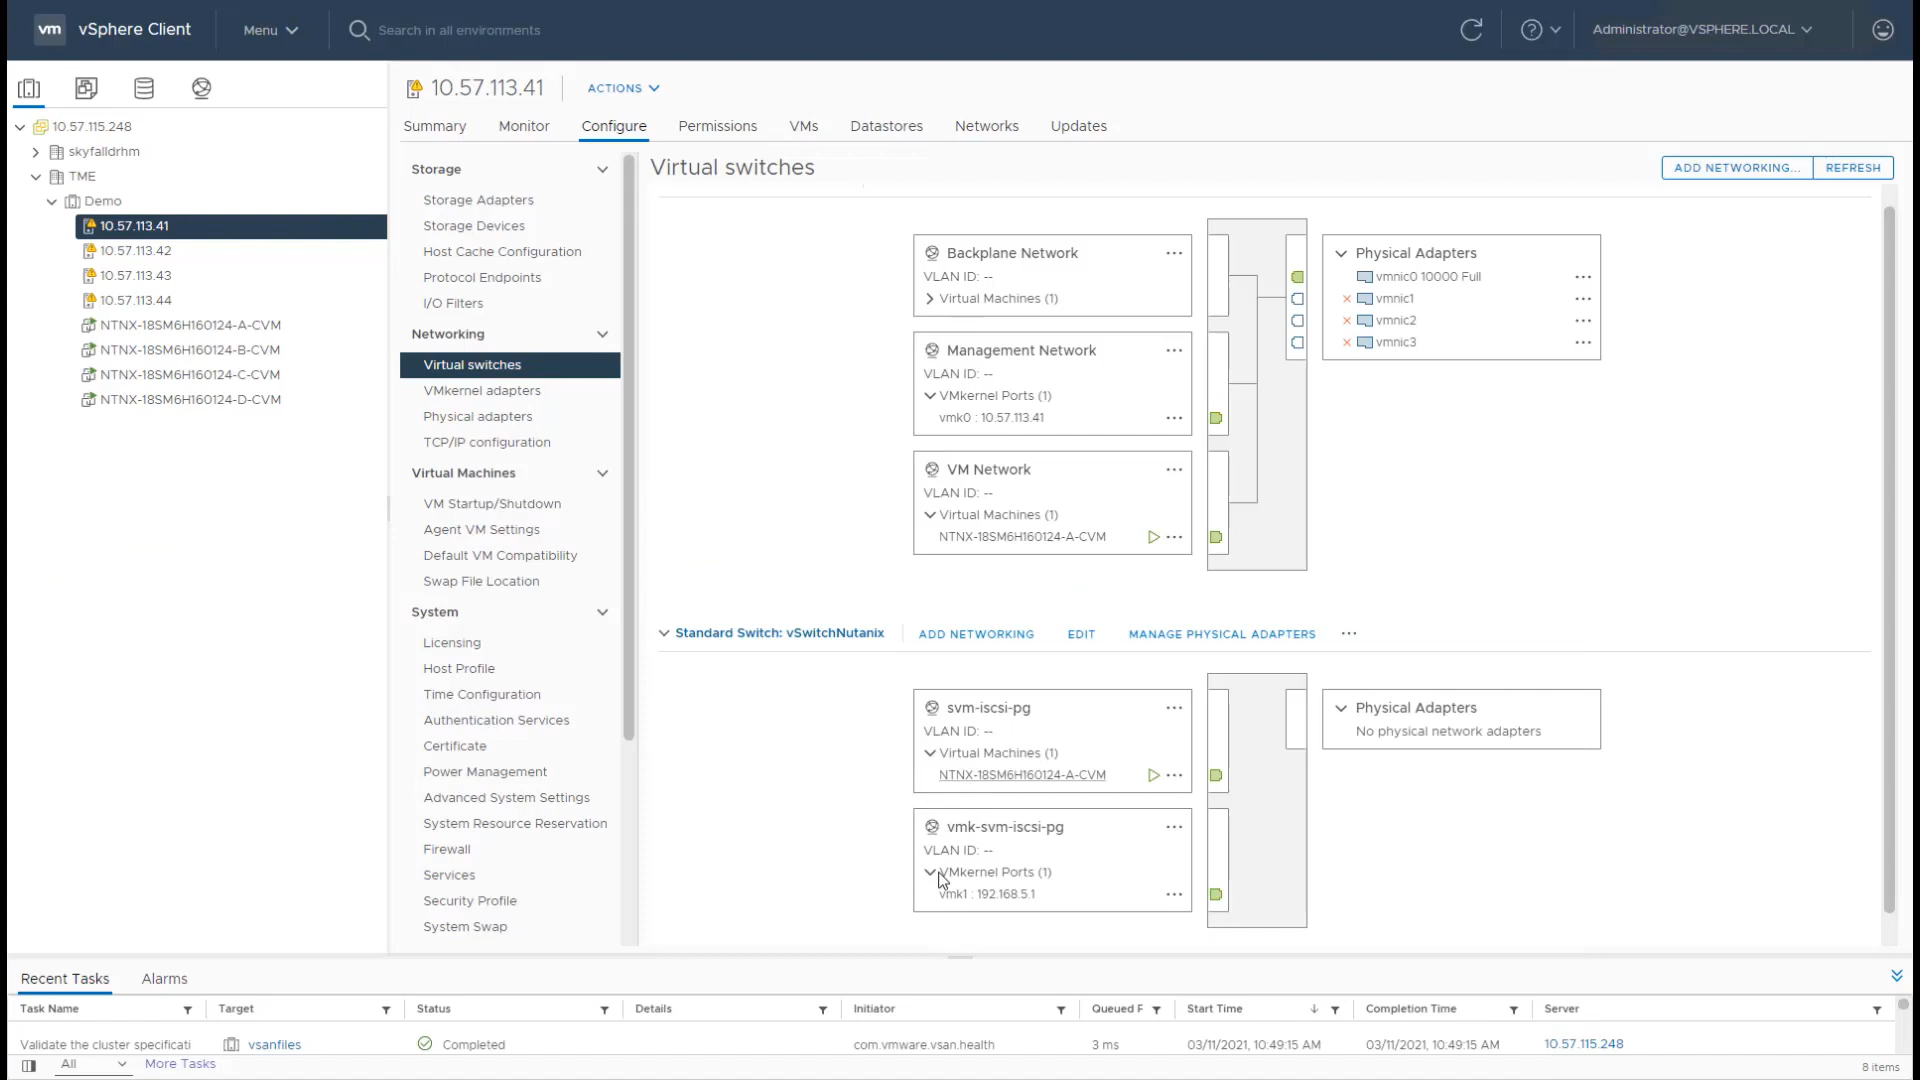 vm vSphere Client Menu Search in all environments Administrator@VSPHERE.LOCAL
10.57.115.248
skyfalldrhm
TME
Demo
10.57.113.41
10.57.113.42
10.57.113.43
10.57.113.44
NTNX-18SM6H160124-A-CVM
NTNX-18SM6H160124-B-CVM
NTNX-18SM6H160124-C-CVM
NTNX-18SM6H160124-D-CVM
10.57.113.41 ACTIONS
Summary Monitor Configure Permissions VMs Datastores Networks Updates
Storage
Storage Adapters
Storage Devices
Host Cache Configuration
Protocol Endpoints
I/O Filters
Networking
Virtual switches
VMkernel adapters
Physical adapters
TCP/IP configuration
Virtual Machines
VM Startup/Shutdown
Agent VM Settings
Default VM Compatibility
Swap File Location
System
Licensing
Host Profile
Time Configuration
Authentication Services
Certificate
Power Management
Advanced System Settings
System Resource Reservation
Firewall
Services
Security Profile
System Swap
Virtual switches ADD NETWORKING... REFRESH
Backplane Network
VLAN ID: --
Virtual Machines (1)
Management Network
VLAN ID: --
VMkernel Ports (1)
vmk0 : 10.57.113.41
VM Network
VLAN ID: --
Virtual Machines (1)
NTNX-18SM6H160124-A-CVM
Physical Adapters
vmnic0 10000 Full
vmnic1
vmnic2
vmnic3
Standard Switch: vSwitchNutanix ADD NETWORKING EDIT MANAGE PHYSICAL ADAPTERS
svm-iscsi-pg
VLAN ID: --
Virtual Machines (1)
NTNX-18SM6H160124-A-CVM
vmk-svm-iscsi-pg
VLAN ID: --
VMkernel Ports (1)
vmk1 : 192.168.5.1
Physical Adapters
No physical network adapters
Recent Tasks Alarms
Task Name Target Status Details Initiator Queued F Start Time Completion Time Server
Validate the cluster specificati vsanfiles Completed com.vmware.vsan.health 3 ms 03/11/2021, 10:49:15 AM 03/11/2021, 10:49:15 AM 10.57.115.248
All More Tasks 8 items